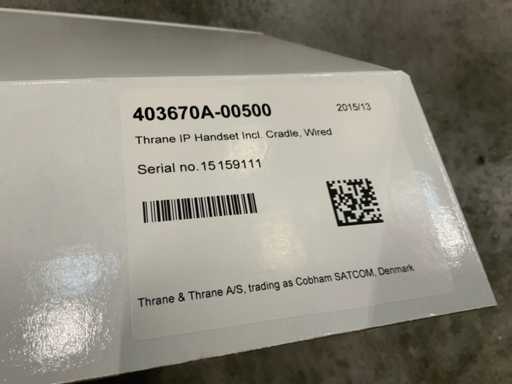 403670A-00500
2015/13
Thrane IP Handset Incl. Cradle, Wired
Serial no.15159111
Thrane & Thrane A/S, trading as Cobham SATCOM, Denmark